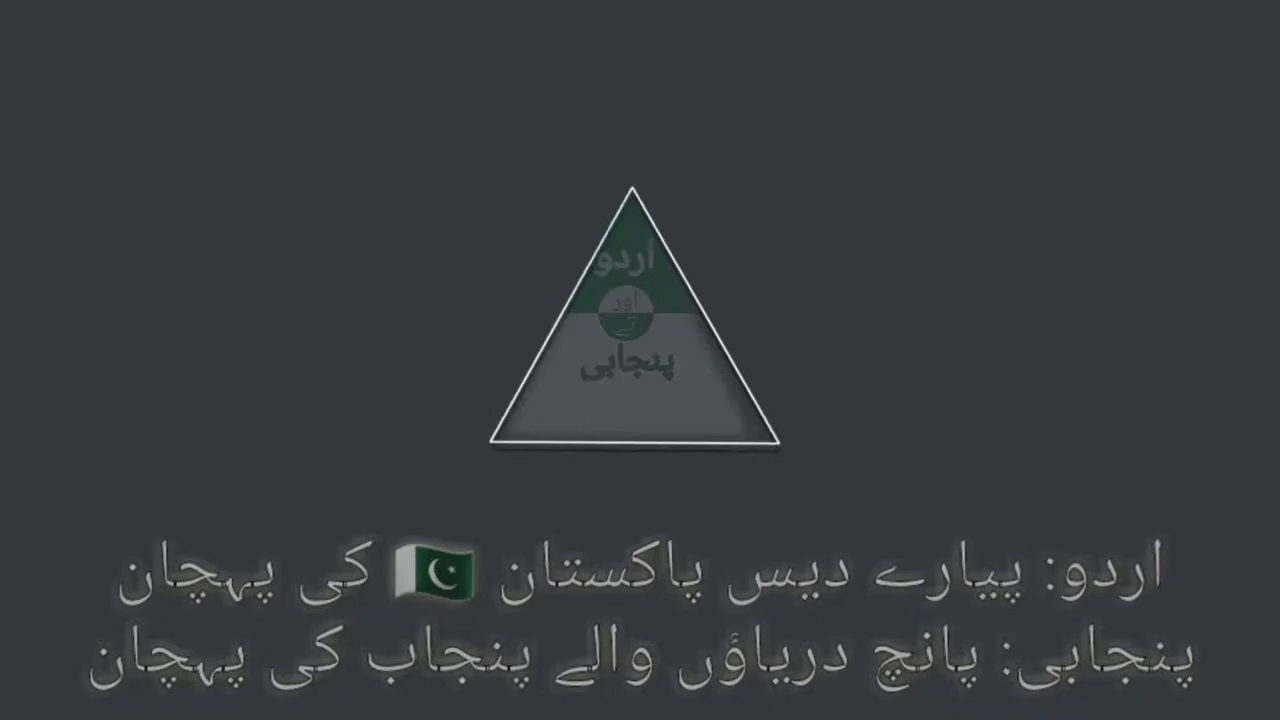 اردو
اور
تے
پنجابی
اردو: پیارے دیس پاکستان 🇵🇰 کی پہچان
پنجابی: پانچ دریاؤں والے پنجاب کی پہچان